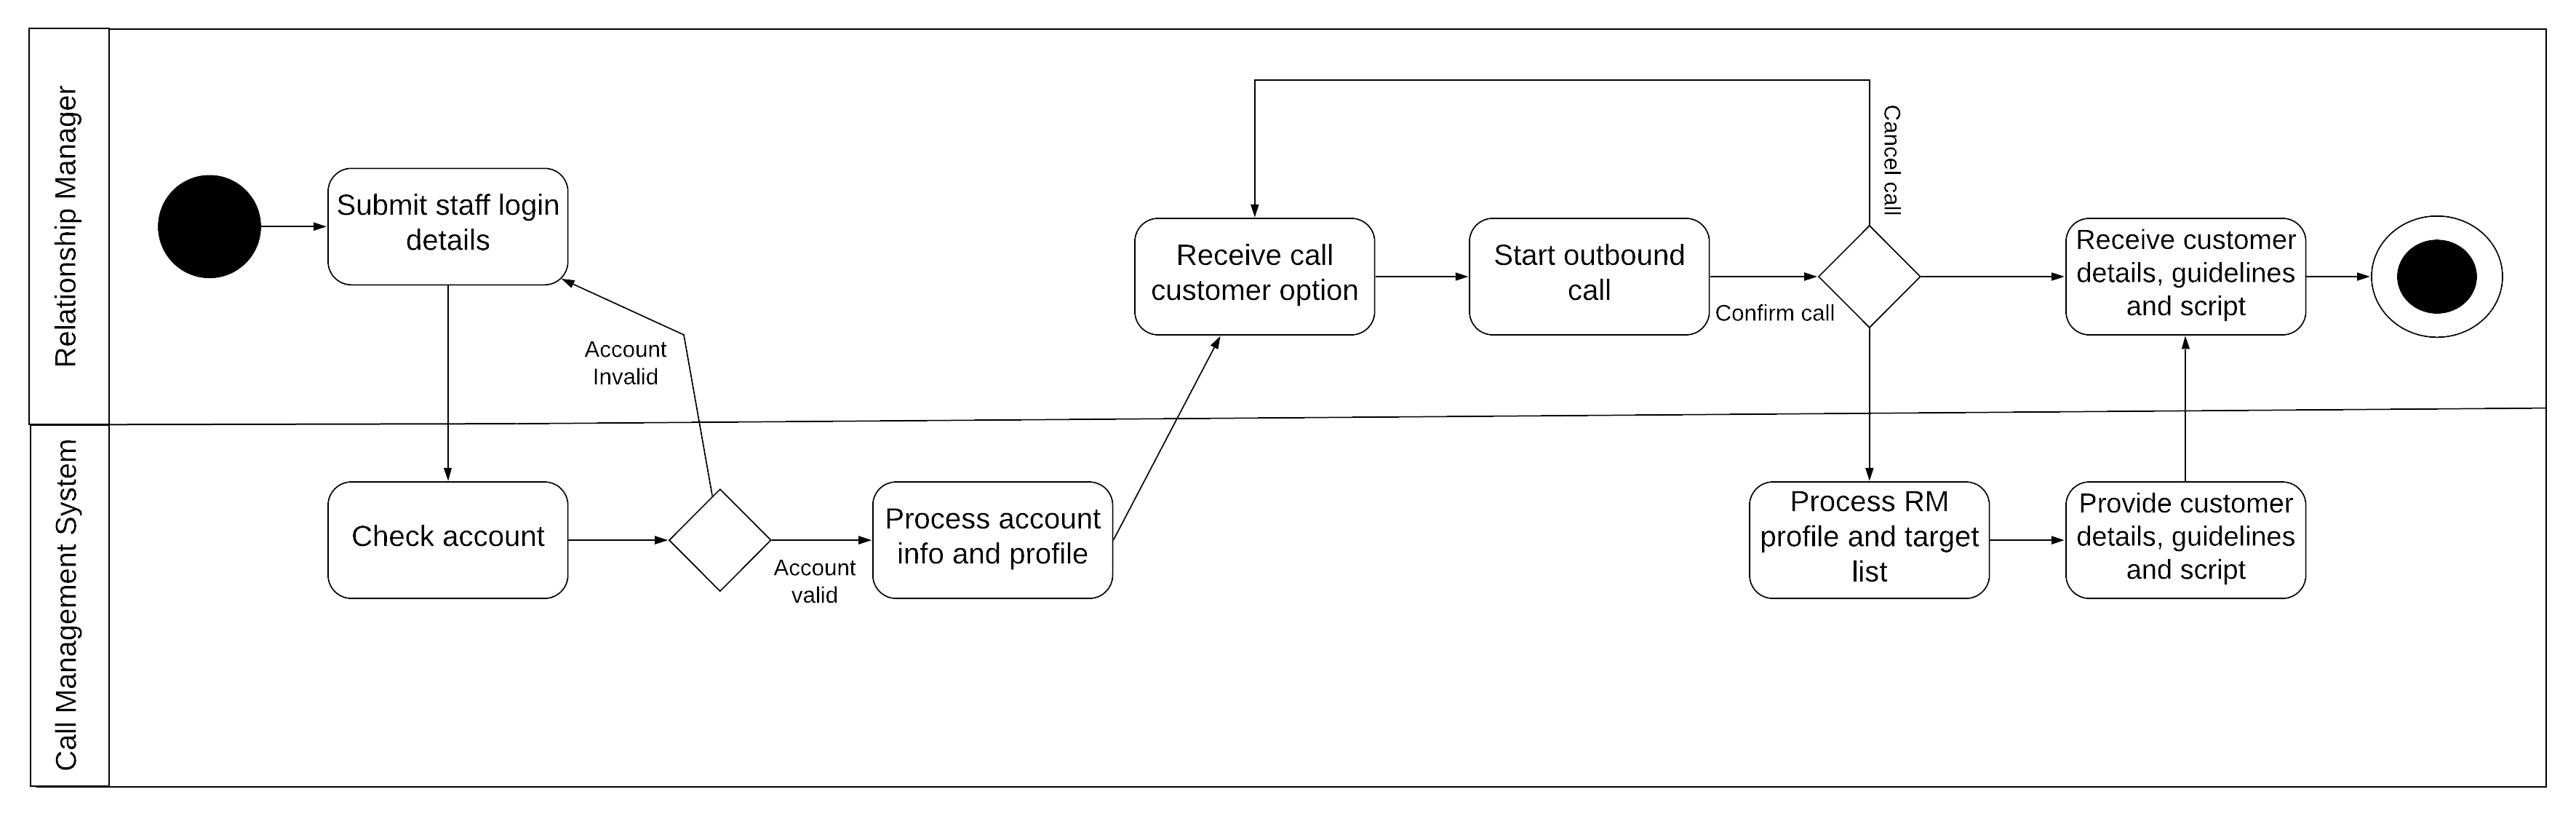 Relationship Manager
Submit staff login
details
Account
Invalid
Receive call
customer option
Start outbound
call
Confirm call
Cancel call
Receive customer
details, guidelines
and script
Call Management System
Check account
Account
valid
Process account
info and profile
Process RM
profile and target
list
Provide customer
details, guidelines
and script